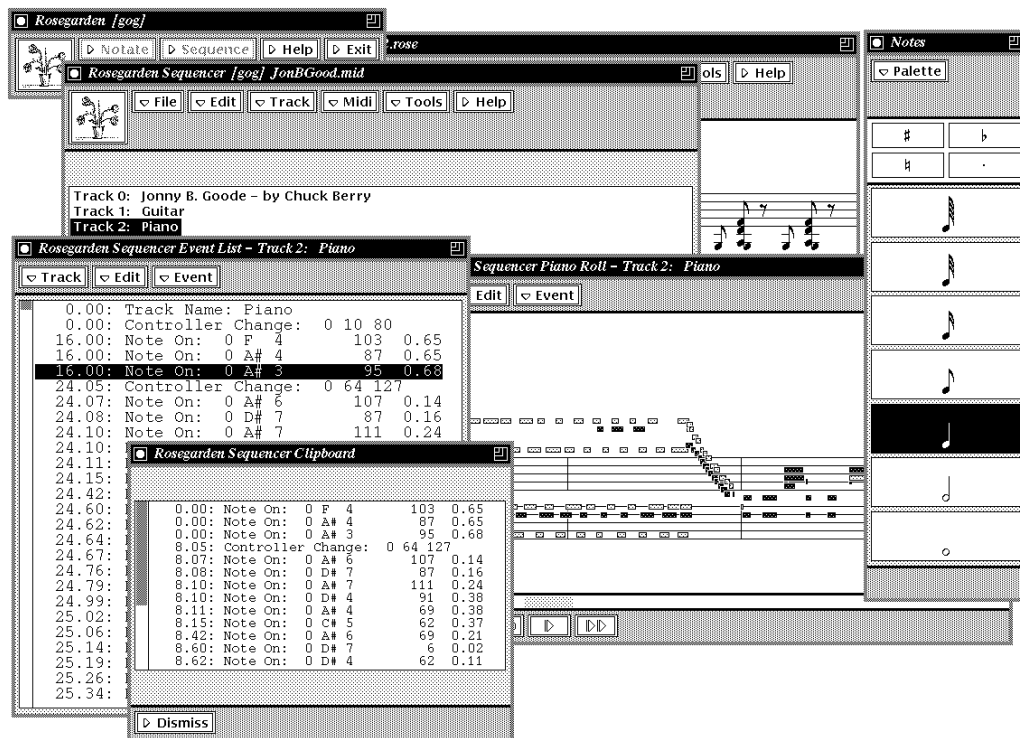 Rosegarden [gog]
Notate Sequence Help Exit
2.rose
ols Help
Rosegarden Sequencer [gog] JonBGood.mid
File Edit Track Midi Tools Help
Track 0: Jonny B. Goode – by Chuck Berry
Track 1: Guitar
Track 2: Piano
Notes
Palette
Rosegarden Sequencer Event List – Track 2: Piano
Track Edit Event
0.00: Track Name: Piano
0.00: Controller Change: 0 10 80
16.00: Note On: 0 F 4 103 0.65
16.00: Note On: 0 A# 4 87 0.65
16.00: Note On: 0 A# 3 95 0.68
24.05: Controller Change: 0 64 127
24.07: Note On: 0 A# 6 107 0.14
24.08: Note On: 0 D# 7 87 0.16
24.10: Note On: 0 A# 7 111 0.24
24.10:
24.11:
24.15:
24.42:
24.60:
24.62:
24.64:
24.67:
24.76:
24.79:
24.99:
25.02:
25.06:
25.14:
25.19:
25.26:
25.34:
Sequencer Piano Roll – Track 2: Piano
Edit Event
Rosegarden Sequencer Clipboard
0.00: Note On: 0 F 4 103 0.65
0.00: Note On: 0 A# 4 87 0.65
0.00: Note On: 0 A# 3 95 0.68
8.05: Controller Change: 0 64 127
8.07: Note On: 0 A# 6 107 0.14
8.08: Note On: 0 D# 7 87 0.16
8.10: Note On: 0 A# 7 111 0.24
8.10: Note On: 0 D# 4 91 0.38
8.11: Note On: 0 A# 4 69 0.38
8.15: Note On: 0 C# 5 62 0.37
8.42: Note On: 0 A# 6 69 0.21
8.60: Note On: 0 D# 7 6 0.02
8.62: Note On: 0 D# 4 62 0.11
Dismiss